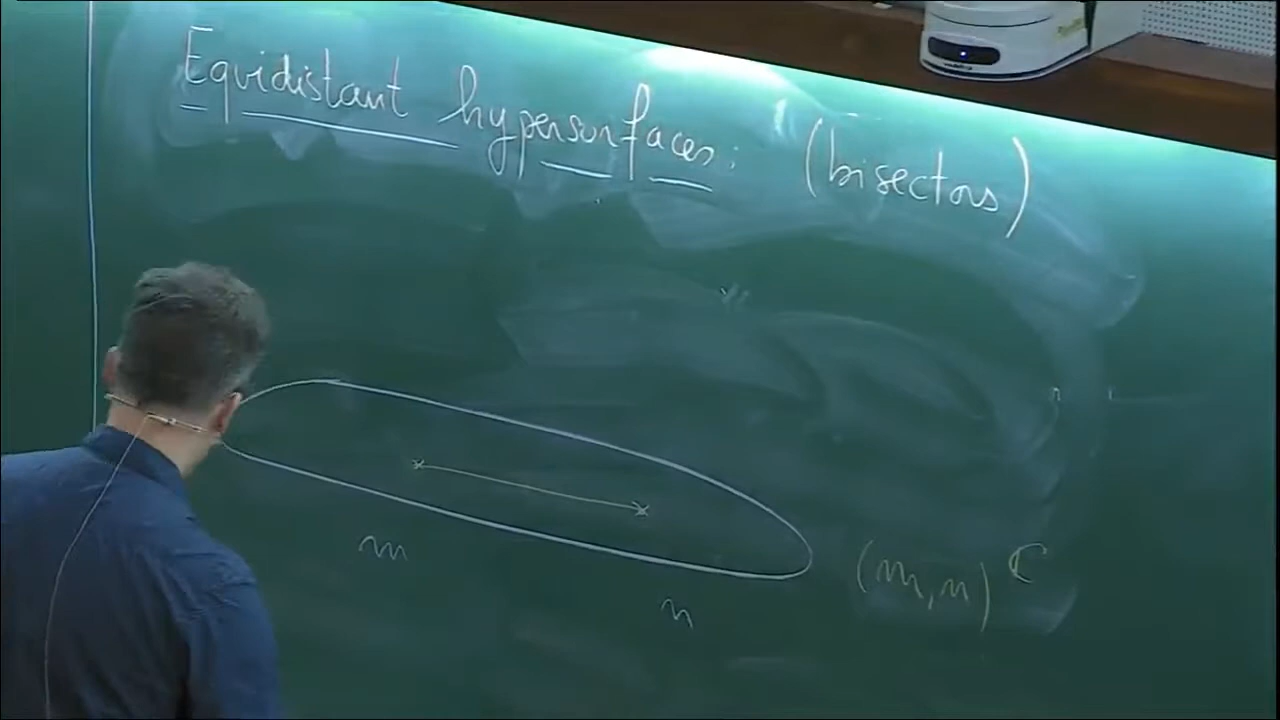 Equidistant hypersurfaces: (bisectors)
m
n
(m,n) ℂ